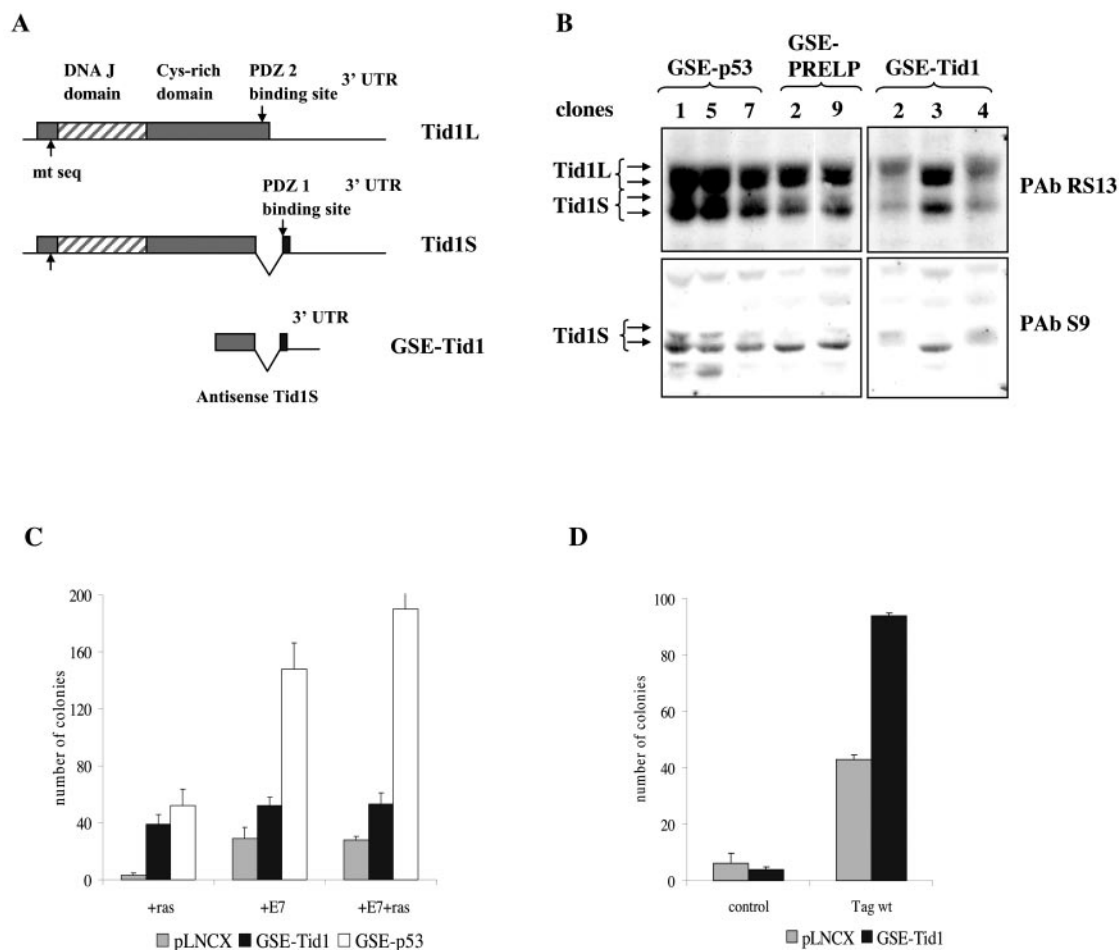 A
DNA J domain
Cys-rich domain
PDZ 2 binding site
3' UTR
Tid1L
mt seq
PDZ 1 binding site
3' UTR
Tid1S
3' UTR
GSE-Tid1
Antisense Tid1S
B
GSE-p53
GSE-PRELP
GSE-Tid1
clones 1 5 7 2 9 2 3 4
Tid1L
Tid1S
PAb RS13
Tid1S
PAb S9
C
number of colonies
200
160
120
80
40
0
+ras +E7 +E7+ras
pLNCX GSE-Tid1 GSE-p53
D
number of colonies
100
80
60
40
20
0
control Tag wt
pLNCX GSE-Tid1